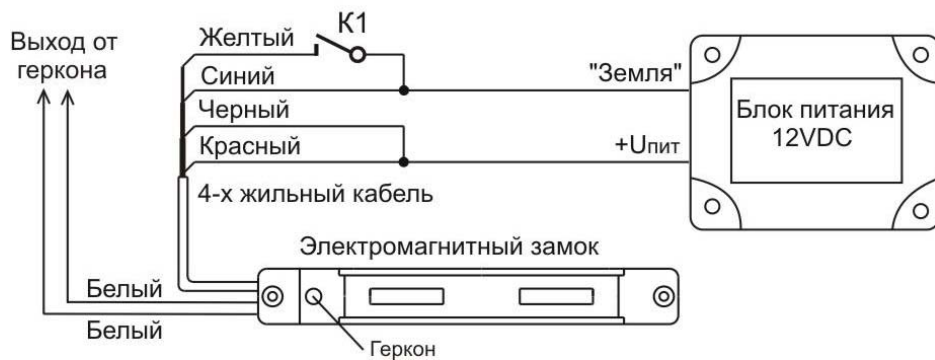 Выход от
геркона
Желтый
К1
Синий
"Земля"
Черный
Красный
+Uпит
Блок питания
12VDC
4-х жильный кабель
Электромагнитный замок
Белый
Белый
Геркон